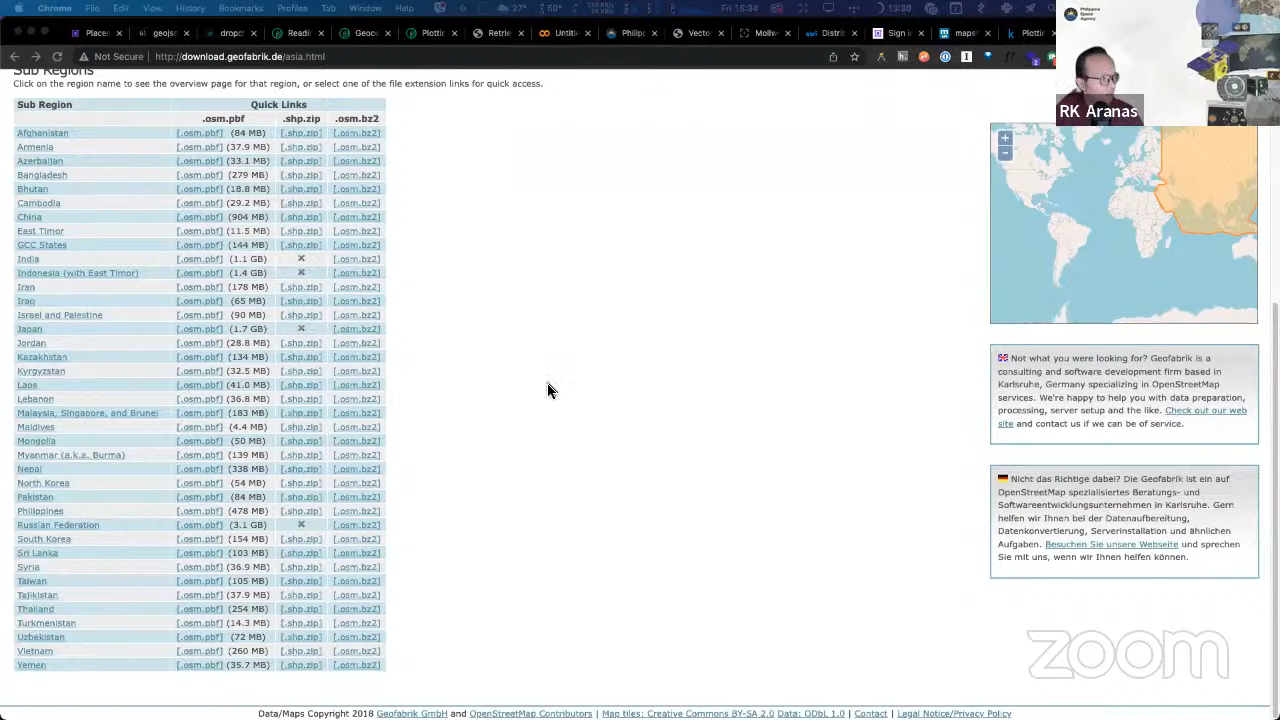 27°
Fri 15:34
13:30
Philippine
Space
Agency
Placer
geojso
dropcl
Readir
Geoco
Plottir
Retrie
Untitle
Philip
Vecto
Mollw
esri Distri
Sign in
maps
Not Secure | http://download.geofabrik.de/asia.html
RK Aranas
Sub Regions
Click on the region name to see the overview page for that region, or select one of the file extension links for quick access.
Sub Region Quick Links
.osm.pbf .shp.zip .osm.bz2
Afghanistan [.osm.pbf] (84 MB) [.shp.zip] [.osm.bz2]
Armenia [.osm.pbf] (37.9 MB) [.shp.zip] [.osm.bz2]
Azerbaijan [.osm.pbf] (33.1 MB) [.shp.zip] [.osm.bz2]
Bangladesh [.osm.pbf] (279 MB) [.shp.zip] [.osm.bz2]
Bhutan [.osm.pbf] (18.8 MB) [.shp.zip] [.osm.bz2]
Cambodia [.osm.pbf] (29.2 MB) [.shp.zip] [.osm.bz2]
China [.osm.pbf] (904 MB) [.shp.zip] [.osm.bz2]
East Timor [.osm.pbf] (11.5 MB) [.shp.zip] [.osm.bz2]
GCC States [.osm.pbf] (144 MB) [.shp.zip] [.osm.bz2]
India [.osm.pbf] (1.1 GB) × [.osm.bz2]
Indonesia (with East Timor) [.osm.pbf] (1.4 GB) × [.osm.bz2]
Iran [.osm.pbf] (178 MB) [.shp.zip] [.osm.bz2]
Iraq [.osm.pbf] (65 MB) [.shp.zip] [.osm.bz2]
Israel and Palestine [.osm.pbf] (90 MB) [.shp.zip] [.osm.bz2]
Japan [.osm.pbf] (1.7 GB) × [.osm.bz2]
Jordan [.osm.pbf] (28.8 MB) [.shp.zip] [.osm.bz2]
Kazakhstan [.osm.pbf] (134 MB) [.shp.zip] [.osm.bz2]
Kyrgyzstan [.osm.pbf] (32.5 MB) [.shp.zip] [.osm.bz2]
Laos [.osm.pbf] (41.0 MB) [.shp.zip] [.osm.bz2]
Lebanon [.osm.pbf] (36.8 MB) [.shp.zip] [.osm.bz2]
Malaysia, Singapore, and Brunei [.osm.pbf] (183 MB) [.shp.zip] [.osm.bz2]
Maldives [.osm.pbf] (4.4 MB) [.shp.zip] [.osm.bz2]
Mongolia [.osm.pbf] (50 MB) [.shp.zip] [.osm.bz2]
Myanmar (a.k.a. Burma) [.osm.pbf] (139 MB) [.shp.zip] [.osm.bz2]
Nepal [.osm.pbf] (338 MB) [.shp.zip] [.osm.bz2]
North Korea [.osm.pbf] (54 MB) [.shp.zip] [.osm.bz2]
Pakistan [.osm.pbf] (84 MB) [.shp.zip] [.osm.bz2]
Philippines [.osm.pbf] (478 MB) [.shp.zip] [.osm.bz2]
Russian Federation [.osm.pbf] (3.1 GB) × [.osm.bz2]
South Korea [.osm.pbf] (154 MB) [.shp.zip] [.osm.bz2]
Sri Lanka [.osm.pbf] (103 MB) [.shp.zip] [.osm.bz2]
Syria [.osm.pbf] (36.9 MB) [.shp.zip] [.osm.bz2]
Taiwan [.osm.pbf] (105 MB) [.shp.zip] [.osm.bz2]
Tajikistan [.osm.pbf] (37.9 MB) [.shp.zip] [.osm.bz2]
Thailand [.osm.pbf] (254 MB) [.shp.zip] [.osm.bz2]
Turkmenistan [.osm.pbf] (14.3 MB) [.shp.zip] [.osm.bz2]
Uzbekistan [.osm.pbf] (72 MB) [.shp.zip] [.osm.bz2]
Vietnam [.osm.pbf] (260 MB) [.shp.zip] [.osm.bz2]
Yemen [.osm.pbf] (35.7 MB) [.shp.zip] [.osm.bz2]
+
−
Not what you were looking for? Geofabrik is a
consulting and software development firm based in
Karlsruhe, Germany specializing in OpenStreetMap
services. We're happy to help you with data preparation,
processing, server setup and the like. Check out our web
site and contact us if we can be of service.
Nicht das Richtige dabei? Die Geofabrik ist ein auf
OpenStreetMap spezialisiertes Beratungs- und
Softwareentwicklungsunternehmen in Karlsruhe. Gern
helfen wir Ihnen bei der Datenaufbereitung,
Datenkonvertierung, Serverinstallation und ähnlichen
Aufgaben. Besuchen Sie unsere Webseite und sprechen
Sie mit uns, wenn wir Ihnen helfen können.
zoom
Data/Maps Copyright 2018 Geofabrik GmbH and OpenStreetMap Contributors | Map tiles: Creative Commons BY-SA 2.0 Data: ODbL 1.0 | Contact | Legal Notice/Privacy Policy